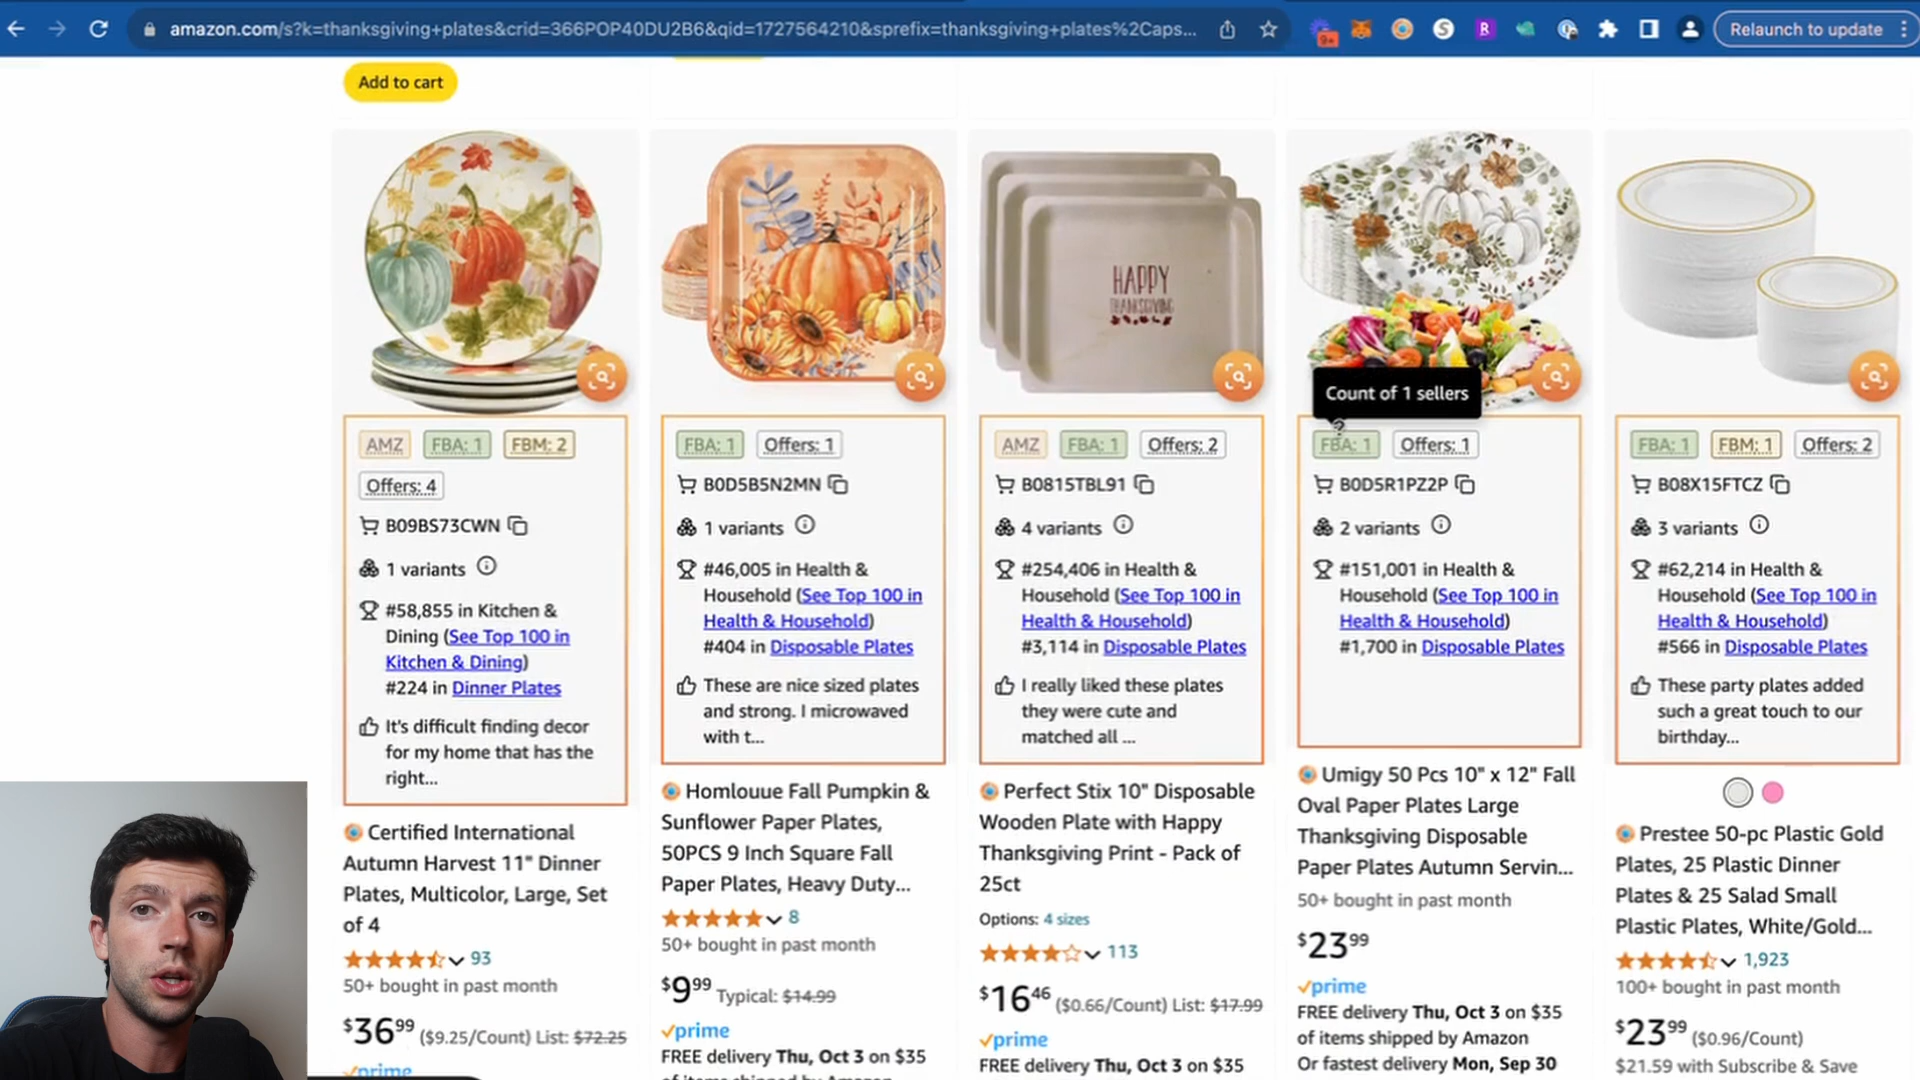 amazon.com/s?k=thanksgiving+plates&crid=366POP40DU2B6&qid=1727564210&sprefix=thanksgiving+plates%2Caps...
9+
S
R
Relaunch to update
Add to cart
HAPPY
THANKSGIVING
Count of 1 sellers
AMZ FBA: 1 FBM: 2
Offers: 4
B09BS73CWN
1 variants
#58,855 in Kitchen &
Dining (See Top 100 in
Kitchen & Dining)
#224 in Dinner Plates
It's difficult finding decor
for my home that has the
right...
Certified International
Autumn Harvest 11" Dinner
Plates, Multicolor, Large, Set
of 4
93
50+ bought in past month
$36.99 ($9.25/Count) List: $72.25
prime
FBA: 1 Offers: 1
B0D5B5N2MN
1 variants
#46,005 in Health &
Household (See Top 100 in
Health & Household)
#404 in Disposable Plates
These are nice sized plates
and strong. I microwaved
with t...
Homlouue Fall Pumpkin &
Sunflower Paper Plates,
50PCS 9 Inch Square Fall
Paper Plates, Heavy Duty...
8
50+ bought in past month
$9.99 Typical: $14.99
prime
FREE delivery Thu, Oct 3 on $35
of items shipped by Amazon
AMZ FBA: 1 Offers: 2
B0815TBL91
4 variants
#254,406 in Health &
Household (See Top 100 in
Health & Household)
#3,114 in Disposable Plates
I really liked these plates
they were cute and
matched all ...
Perfect Stix 10" Disposable
Wooden Plate with Happy
Thanksgiving Print - Pack of
25ct
Options: 4 sizes
113
$16.46 ($0.66/Count) List: $17.99
prime
FREE delivery Thu, Oct 3 on $35
FBA: 1 Offers: 1
B0D5R1PZ2P
2 variants
#151,001 in Health &
Household (See Top 100 in
Health & Household)
#1,700 in Disposable Plates
Umigy 50 Pcs 10" x 12" Fall
Oval Paper Plates Large
Thanksgiving Disposable
Paper Plates Autumn Servin...
50+ bought in past month
$23.99
prime
FREE delivery Thu, Oct 3 on $35
of items shipped by Amazon
Or fastest delivery Mon, Sep 30
FBA: 1 FBM: 1 Offers: 2
B08X15FTCZ
3 variants
#62,214 in Health &
Household (See Top 100 in
Health & Household)
#566 in Disposable Plates
These party plates added
such a great touch to our
birthday...
Prestee 50-pc Plastic Gold
Plates, 25 Plastic Dinner
Plates & 25 Salad Small
Plastic Plates, White/Gold...
1,923
100+ bought in past month
$23.99 ($0.96/Count)
$21.59 with Subscribe & Save